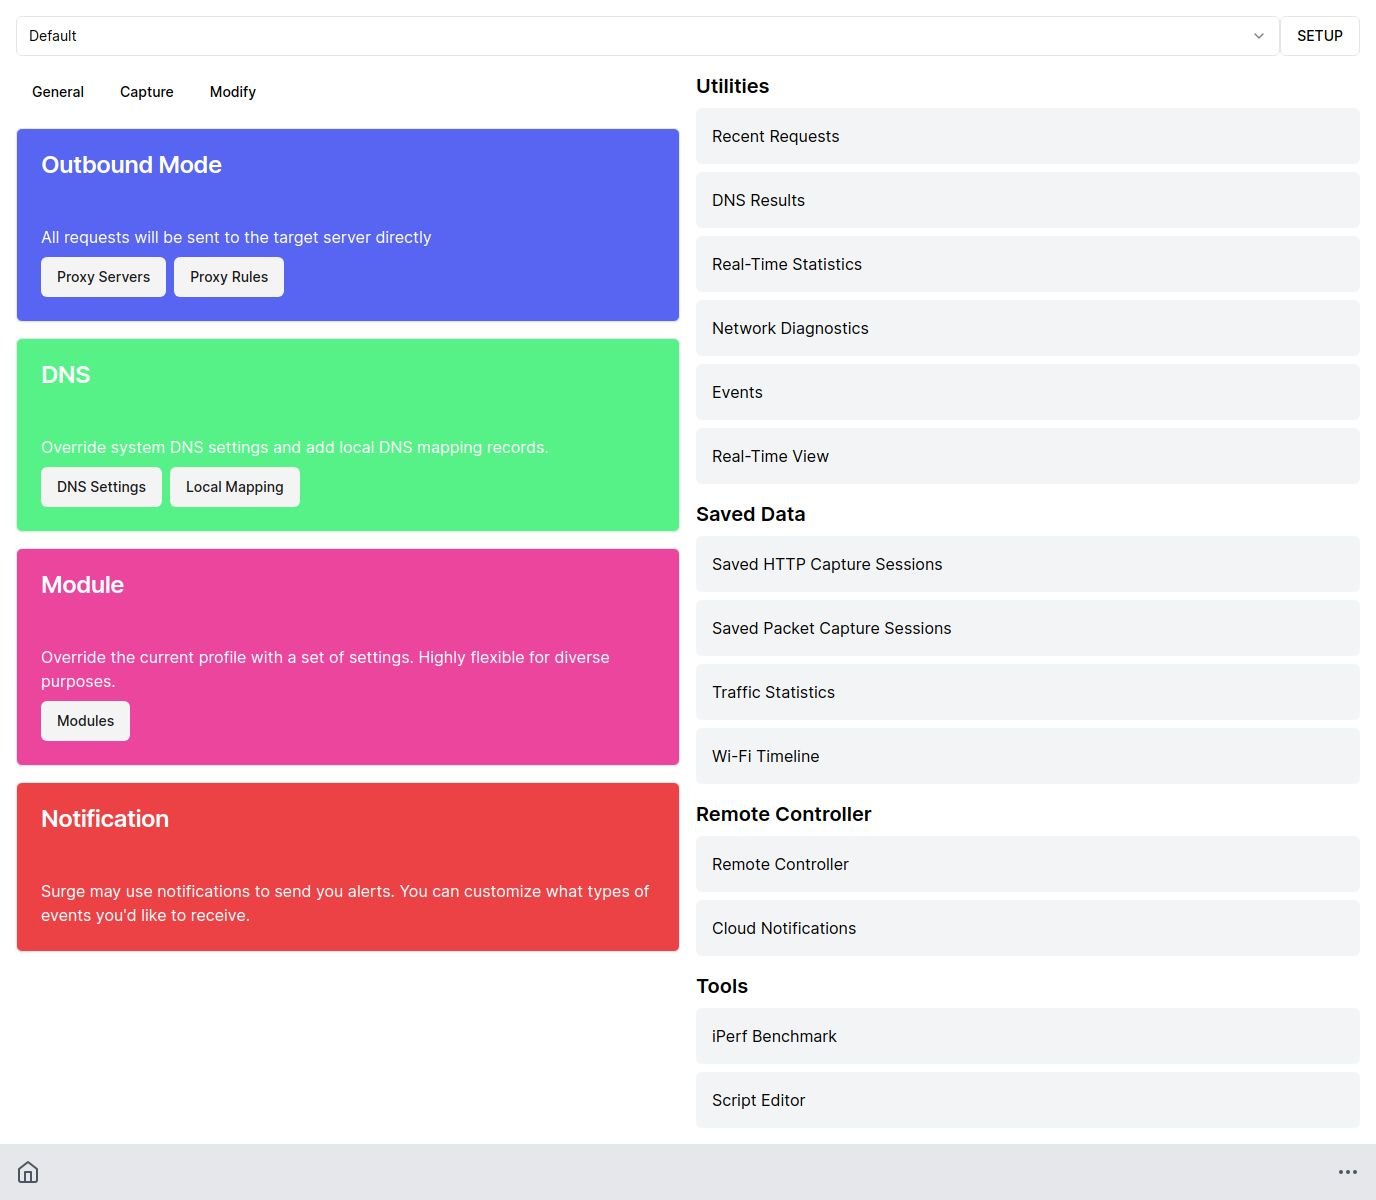 Default
SETUP
General
Capture
Modify
Outbound Mode
All requests will be sent to the target server directly
Proxy Servers
Proxy Rules
DNS
Override system DNS settings and add local DNS mapping records.
DNS Settings
Local Mapping
Module
Override the current profile with a set of settings. Highly flexible for diverse
purposes.
Modules
Notification
Surge may use notifications to send you alerts. You can customize what types of
events you'd like to receive.
Utilities
Recent Requests
DNS Results
Real-Time Statistics
Network Diagnostics
Events
Real-Time View
Saved Data
Saved HTTP Capture Sessions
Saved Packet Capture Sessions
Traffic Statistics
Wi-Fi Timeline
Remote Controller
Remote Controller
Cloud Notifications
Tools
iPerf Benchmark
Script Editor